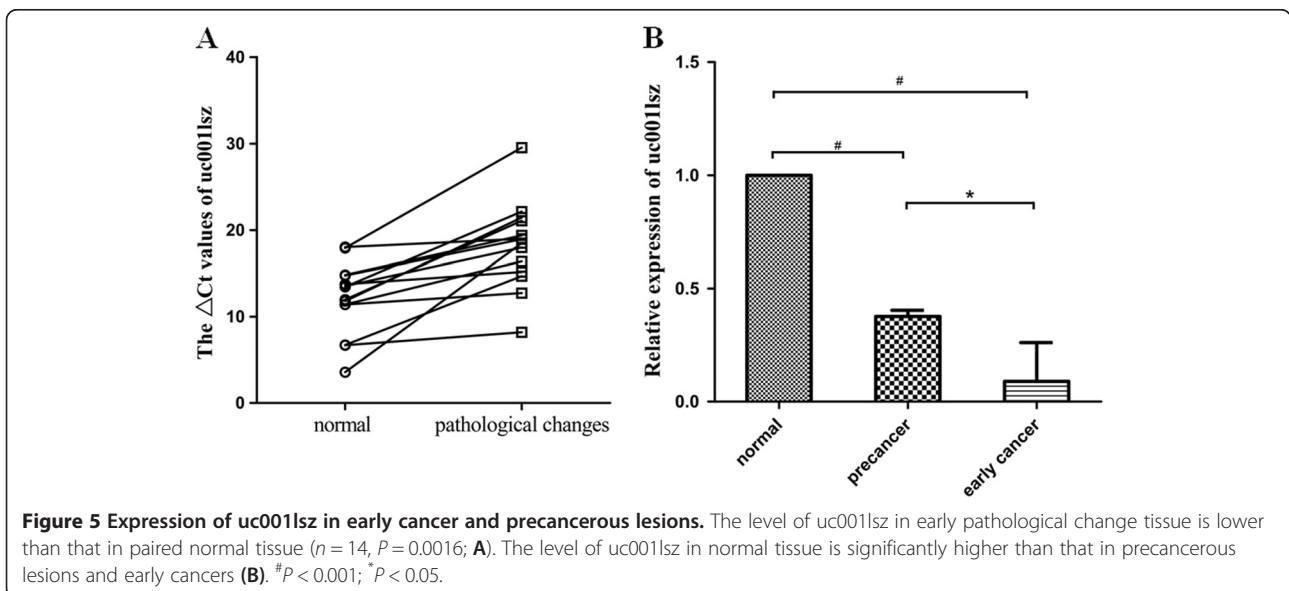 A
The △Ct values of uc001lsz
40
30
20
10
0
normal pathological changes
B
Relative expression of uc001lsz
1.5
1.0
0.5
0.0
#
#
*
normal
precancer
early cancer
Figure 5 Expression of uc001lsz in early cancer and precancerous lesions. The level of uc001lsz in early pathological change tissue is lower
than that in paired normal tissue (n = 14, P = 0.0016; A). The level of uc001lsz in normal tissue is significantly higher than that in precancerous
lesions and early cancers (B). #P < 0.001; *P < 0.05.